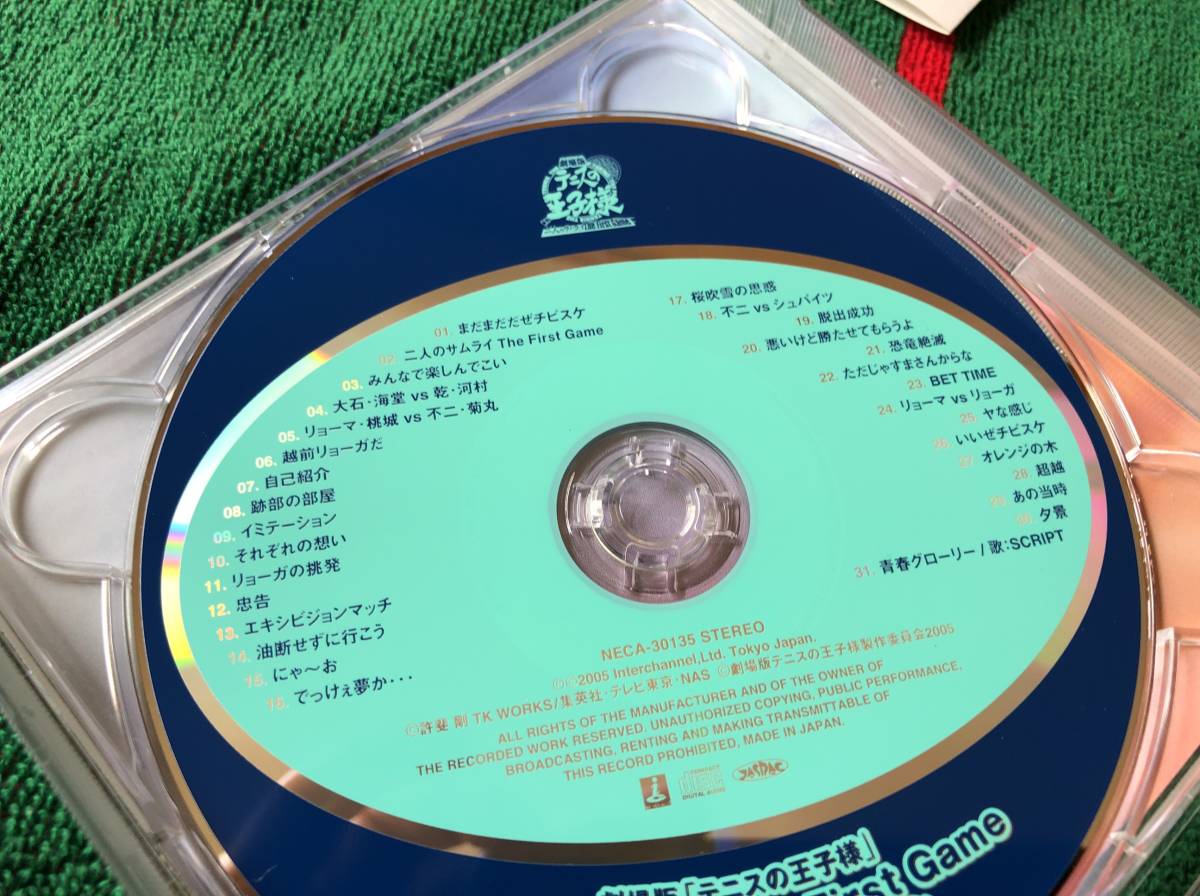 劇場版
テニスの
王子様
01. まだまだだぜチビスケ
02. 二人のサムライ The First Game
03. みんなで楽しんでこい
04. 大石・海堂 vs 乾・河村
05. リョーマ・桃城 vs 不二・菊丸
06. 越前リョーガだ
07. 自己紹介
08. 跡部の部屋
09. イミテーション
10. それぞれの想い
11. リョーガの挑発
12. 忠告
13. エキシビジョンマッチ
14. 油断せずに行こう
15. にゃ〜お
16. でっけぇ夢か・・・
17. 桜吹雪の思惑
18. 不二 vs シュバイツ
19. 脱出成功
20. 悪いけど勝たせてもらうよ
21. 恐竜絶滅
22. ただじゃすまさんからな
23. BET TIME
24. リョーマ vs リョーガ
25. ヤな感じ
26. いいぜチビスケ
27. オレンジの木
28. 超越
29. あの当時
30. 夕景
31. 青春グローリー / 歌:SCRIPT
NECA-30135 STEREO
Ⓒ℗2005 Interchannel,Ltd. Tokyo Japan.
©許斐 剛 TK WORKS/集英社・テレビ東京・NAS ©劇場版テニスの王子様製作委員会2005
ALL RIGHTS OF THE MANUFACTURER AND OF THE OWNER OF
THE RECORDED WORK RESERVED. UNAUTHORIZED COPYING, PUBLIC PERFORMANCE,
BROADCASTING, RENTING AND MAKING TRANSMITTABLE OF
THIS RECORD PROHIBITED, MADE IN JAPAN.
COMPACT
disc
DIGITAL AUDIO
JASRAC
劇場版「テニスの王子様」
First Game